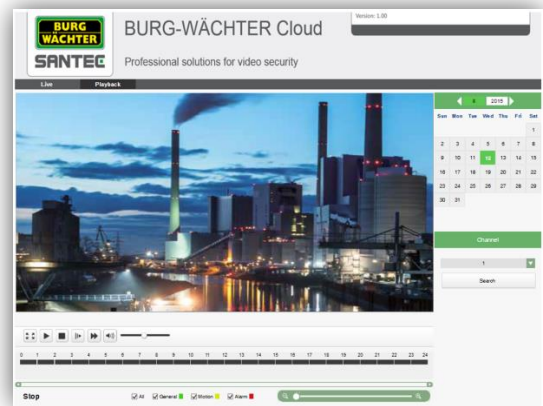 BURG
WÄCHTER
SANTEC
BURG-WÄCHTER Cloud
Professional solutions for video security
Version: 1.00
Live Playback
8 2015
Sun Mon Tue Wed Thu Fri Sat
1
2 3 4 5 6 7 8
9 10 11 12 13 14 15
16 17 18 19 20 21 22
23 24 25 26 27 28 29
30 31
Channel
1
Search
0 1 2 3 4 5 6 7 8 9 10 11 12 13 14 15 16 17 18 19 20 21 22 23 24
Stop All General Motion Alarm